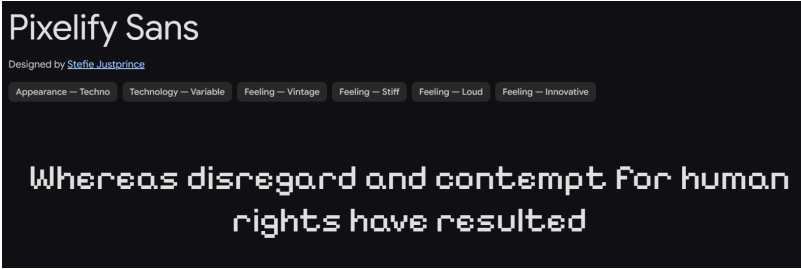 Pixelify Sans
Designed by Stefie Justprince
Appearance — Techno Technology — Variable Feeling — Vintage Feeling — Stiff Feeling — Loud Feeling — Innovative
Whereas disregard and contempt for human
rights have resulted